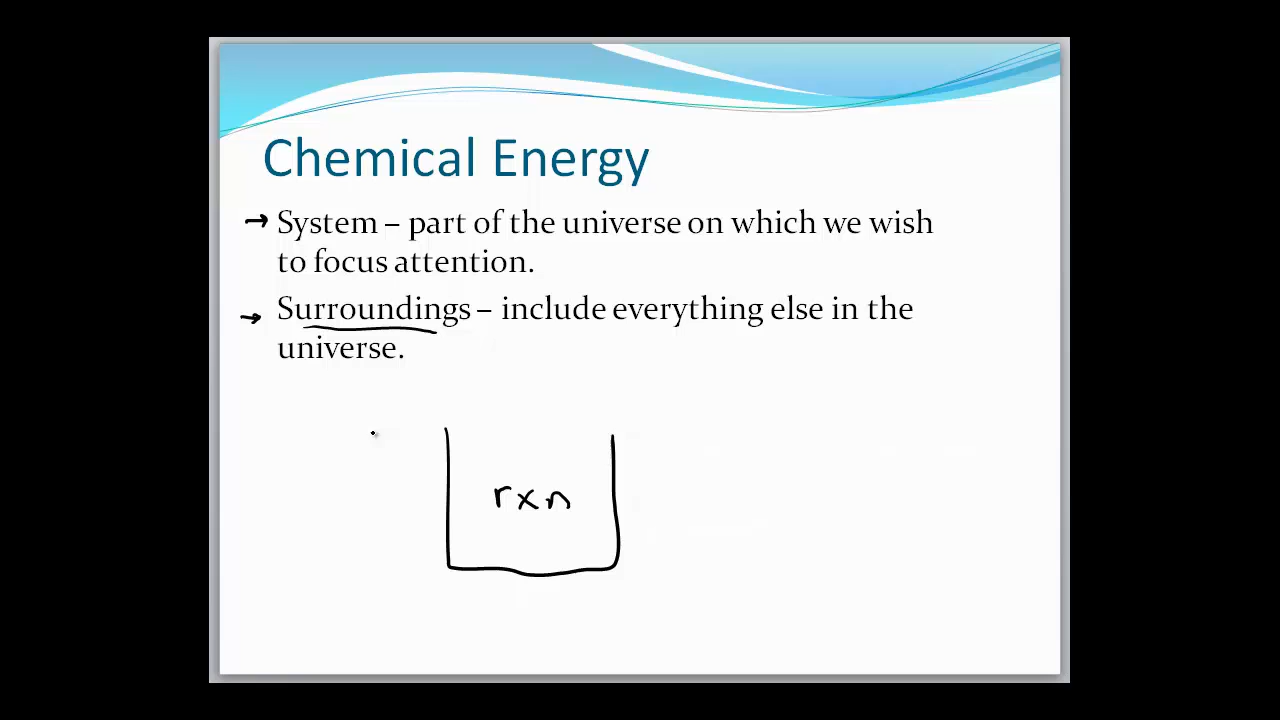 Chemical Energy
→ System – part of the universe on which we wish
to focus attention.
→ Surroundings – include everything else in the
universe.
rxn